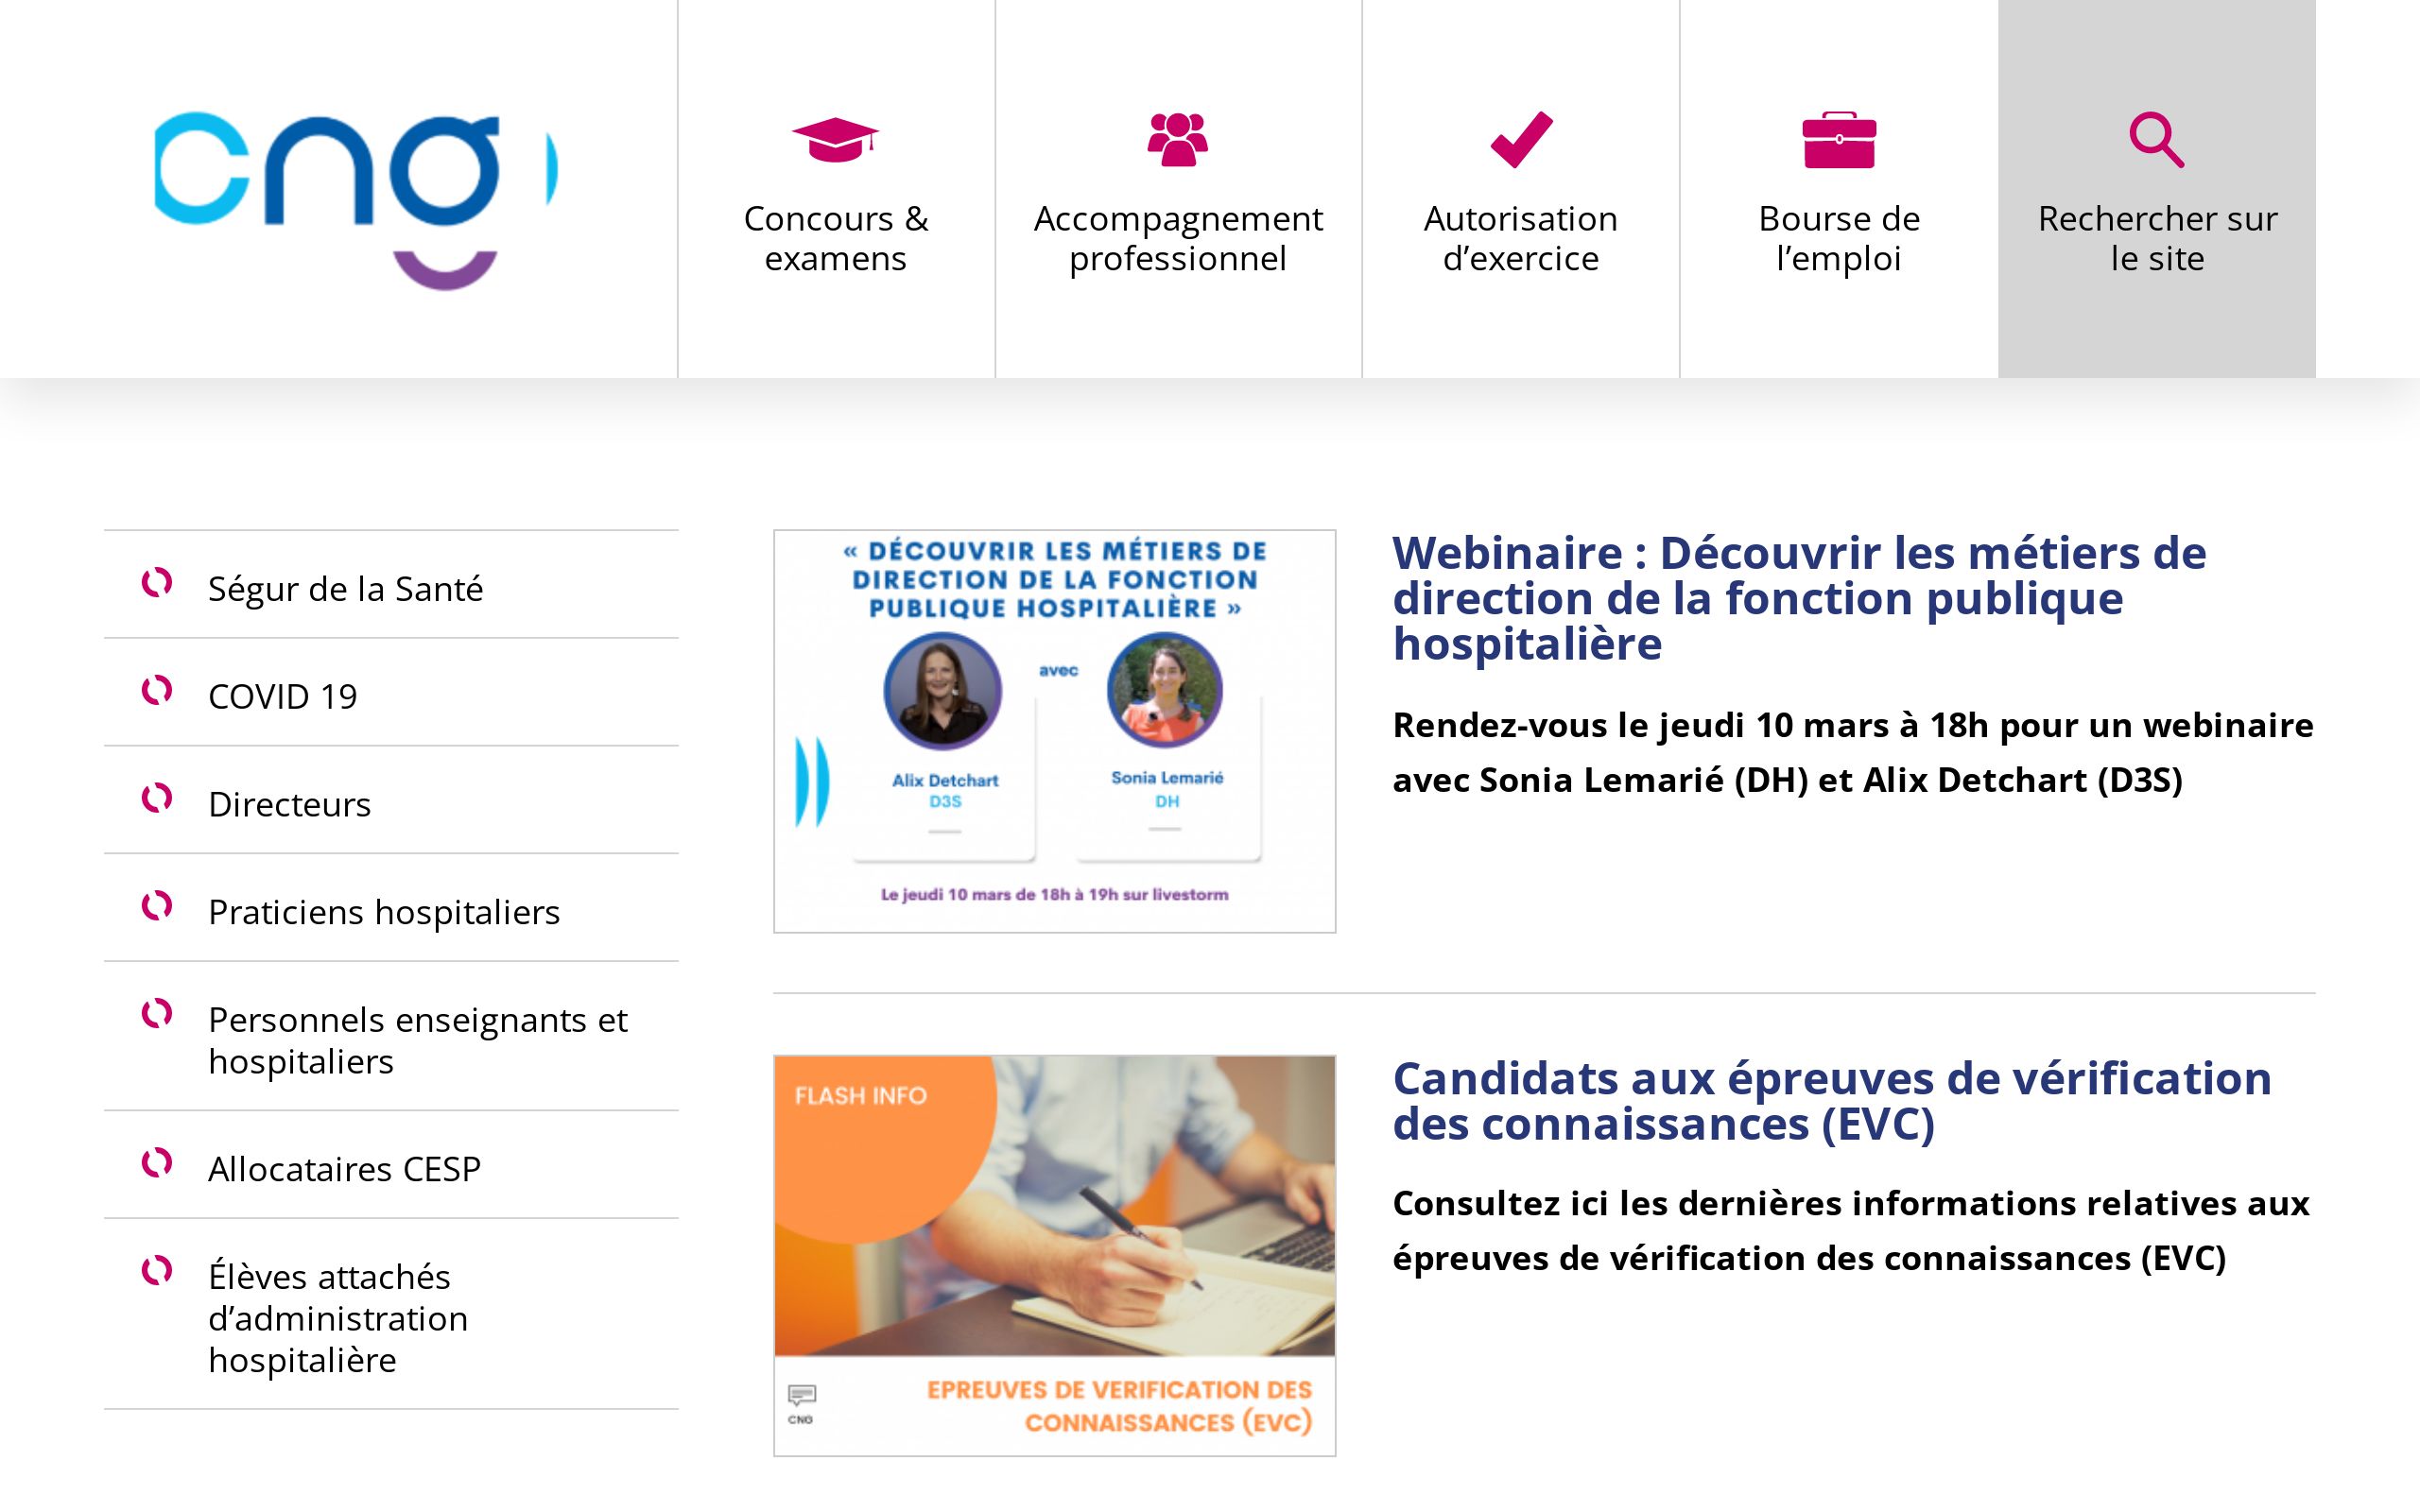 cng
Concours &
examens
Accompagnement
professionnel
Autorisation
d’exercice
Bourse de
l’emploi
Rechercher sur
le site
Ségur de la Santé
COVID 19
Directeurs
Praticiens hospitaliers
Personnels enseignants et
hospitaliers
Allocataires CESP
Élèves attachés
d’administration
hospitalière
« DÉCOUVRIR LES MÉTIERS DE
DIRECTION DE LA FONCTION
PUBLIQUE HOSPITALIÈRE »
avec
Alix Detchart
D3S
Sonia Lemarié
DH
Le jeudi 10 mars de 18h à 19h sur livestorm
Webinaire : Découvrir les métiers de
direction de la fonction publique
hospitalière
Rendez-vous le jeudi 10 mars à 18h pour un webinaire
avec Sonia Lemarié (DH) et Alix Detchart (D3S)
FLASH INFO
CNG
EPREUVES DE VERIFICATION DES
CONNAISSANCES (EVC)
Candidats aux épreuves de vérification
des connaissances (EVC)
Consultez ici les dernières informations relatives aux
épreuves de vérification des connaissances (EVC)